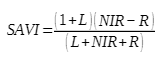 SAVI = ((1+L)(NIR−R))/((L+NIR+R))